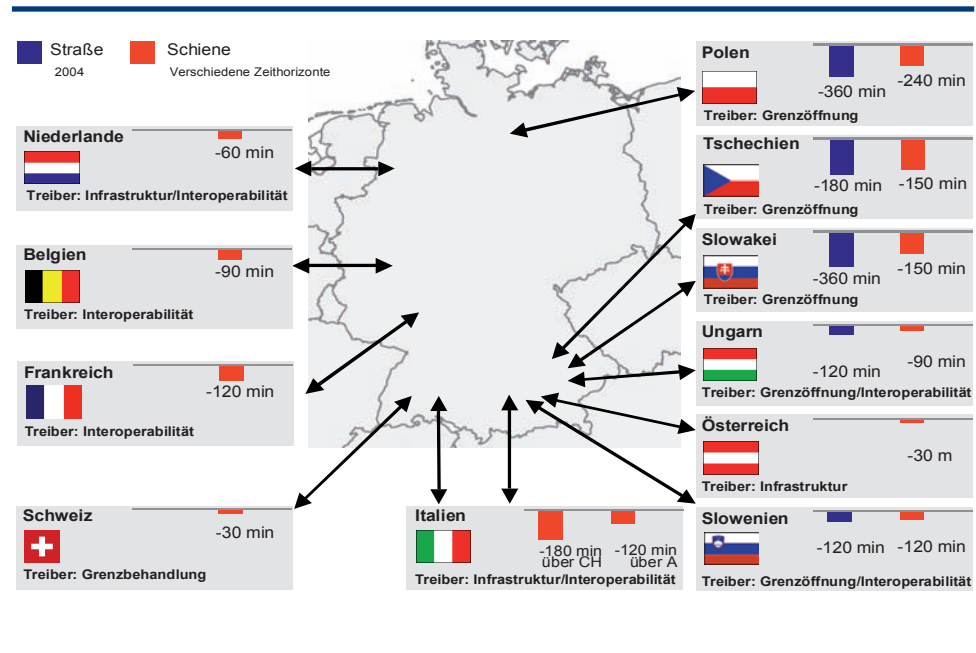 Straße
2004
Schiene
Verschiedene Zeithorizonte
Niederlande
-60 min
Treiber: Infrastruktur/Interoperabilität
Belgien
-90 min
Treiber: Interoperabilität
Frankreich
-120 min
Treiber: Interoperabilität
Schweiz
-30 min
Treiber: Grenzbehandlung
Italien
-180 min -120 min
über CH über A
Treiber: Infrastruktur/Interoperabilität
Polen
-360 min -240 min
Treiber: Grenzöffnung
Tschechien
-180 min -150 min
Treiber: Grenzöffnung
Slowakei
-360 min -150 min
Treiber: Grenzöffnung
Ungarn
-120 min -90 min
Treiber: Grenzöffnung/Interoperabilität
Österreich
-30 m
Treiber: Infrastruktur
Slowenien
-120 min -120 min
Treiber: Grenzöffnung/Interoperabilität